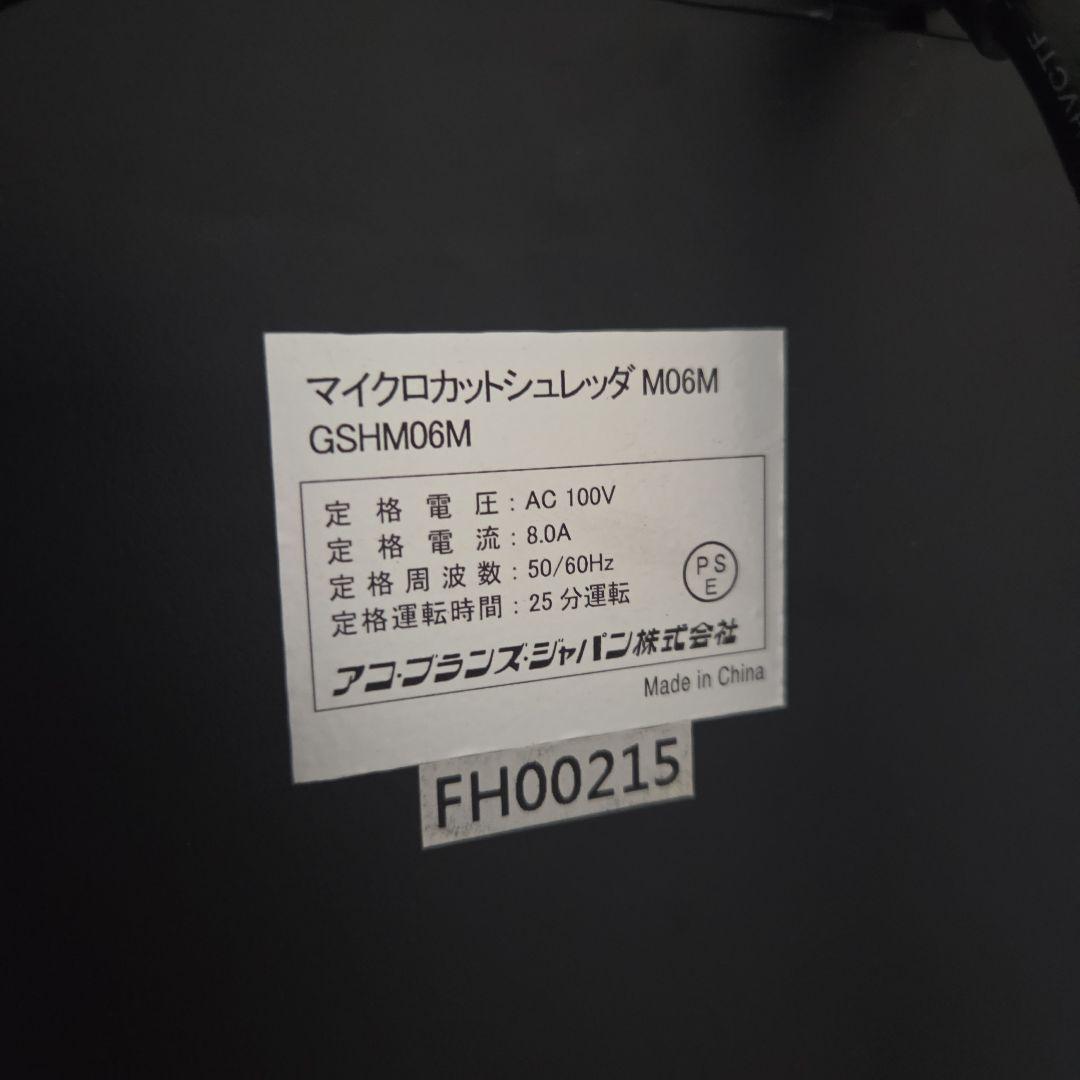 VCTF
マイクロカットシュレッダ M06M
GSHM06M
定格電圧：AC 100V
定格電流：8.0A
定格周波数：50/60Hz
定格運転時間：25分運転
PS
E
アコ・ブランズ・ジャパン株式会社
Made in China
FH00215